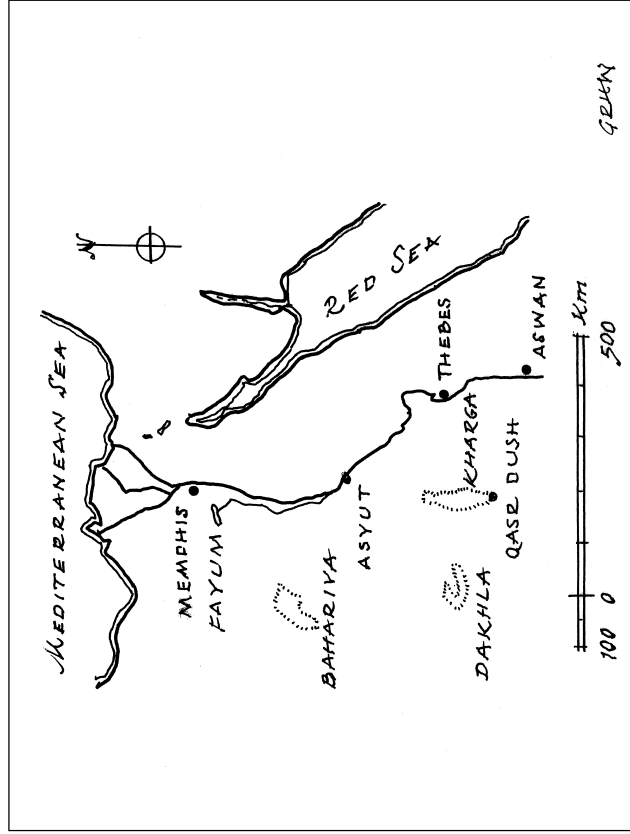 MEDITERRANEAN SEA
N
RED SEA
MEMPHIS
FAYUM
BAHARIYA
ASYUT
THEBES
KHARGA
DAKHLA
QASR DUSH
ASWAN
100 0 500 Km